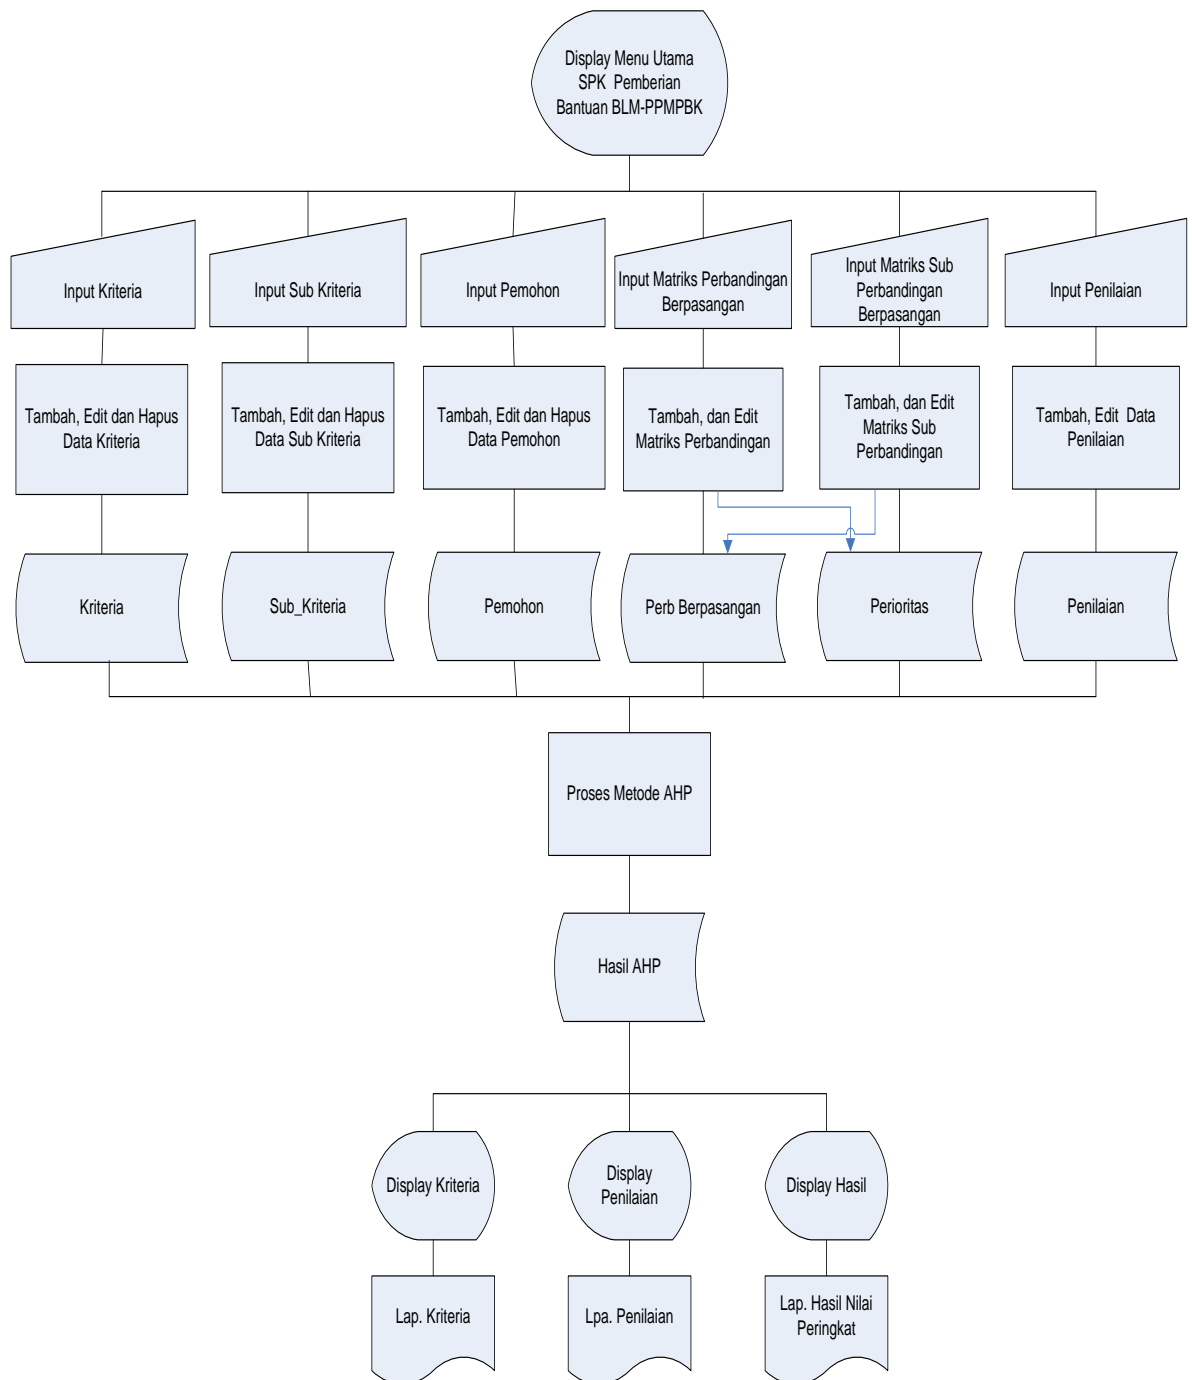 Display Menu Utama
SPK Pemberian
Bantuan BLM-PPMPBK
Input Kriteria
Input Sub Kriteria
Input Pemohon
Input Matriks Perbandingan
Berpasangan
Input Matriks Sub
Perbandingan
Berpasangan
Input Penilaian
Tambah, Edit dan Hapus
Data Kriteria
Tambah, Edit dan Hapus
Data Sub Kriteria
Tambah, Edit dan Hapus
Data Pemohon
Tambah, dan Edit
Matriks Perbandingan
Tambah, dan Edit
Matriks Sub
Perbandingan
Tambah, Edit Data
Penilaian
Kriteria
Sub_Kriteria
Pemohon
Perb Berpasangan
Perioritas
Penilaian
Proses Metode AHP
Hasil AHP
Display Kriteria
Display
Penilaian
Display Hasil
Lap. Kriteria
Lpa. Penilaian
Lap. Hasil Nilai
Peringkat